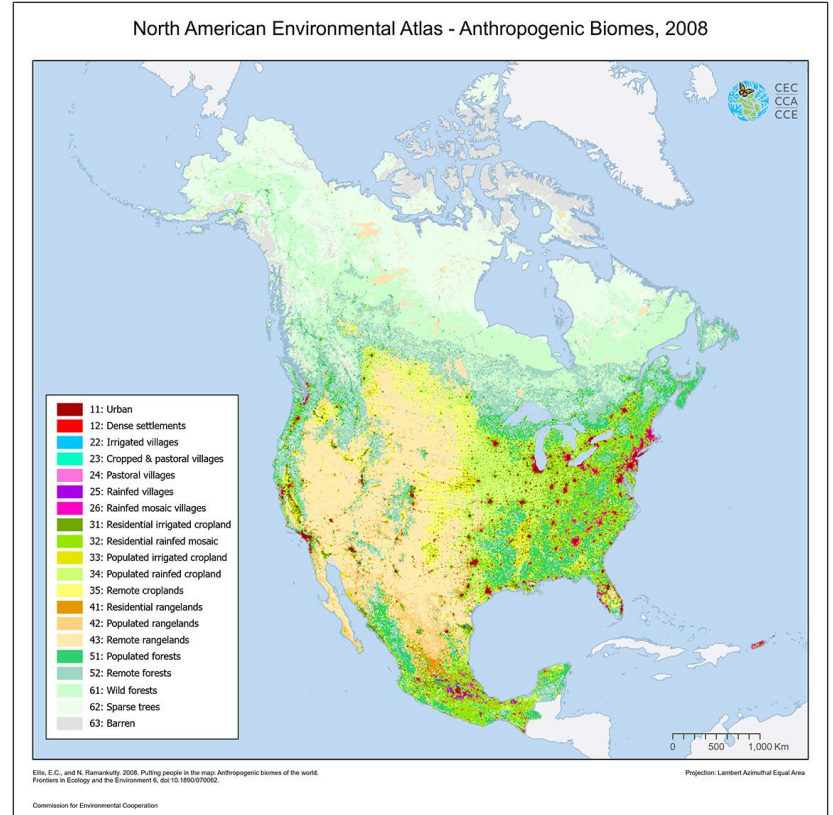 North American Environmental Atlas - Anthropogenic Biomes, 2008
CEC
CCA
CCE
11: Urban
12: Dense settlements
22: Irrigated villages
23: Cropped & pastoral villages
24: Pastoral villages
25: Rainfed villages
26: Rainfed mosaic villages
31: Residential irrigated cropland
32: Residential rainfed mosaic
33: Populated irrigated cropland
34: Populated rainfed cropland
35: Remote croplands
41: Residential rangelands
42: Populated rangelands
43: Remote rangelands
51: Populated forests
52: Remote forests
61: Wild forests
62: Sparse trees
63: Barren
0 500 1,000 Km
Ellis, E.C., and N. Ramankutty. 2008. Putting people in the map: Anthropogenic biomes of the world.
Frontiers in Ecology and the Environment 6, doi:10.1890/070062.
Projection: Lambert Azimuthal Equal Area
Commission for Environmental Cooperation